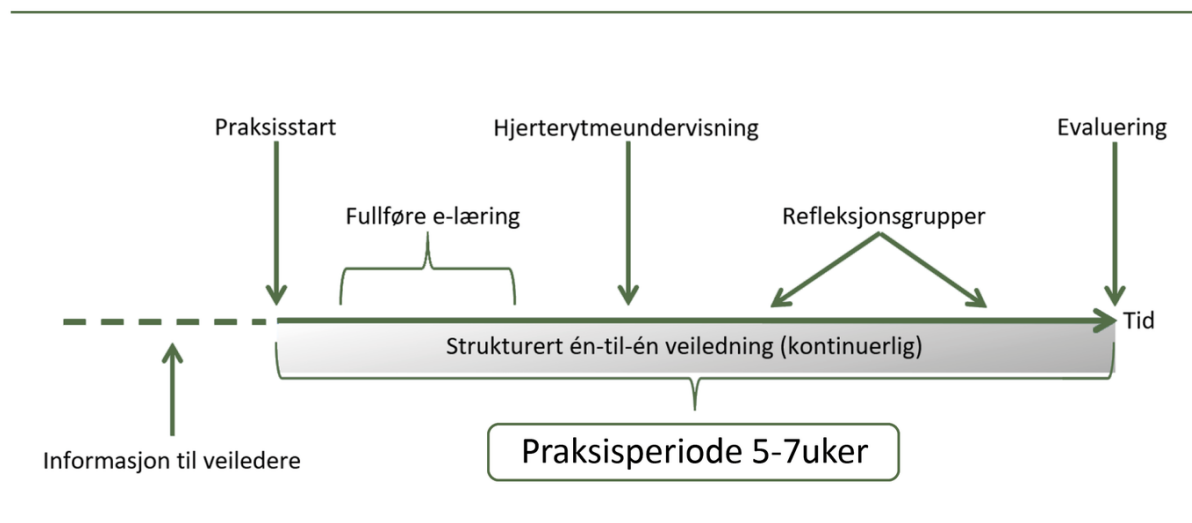 Praksisstart
Hjerterytmeundervisning
Evaluering
Fullføre e-læring
Refleksjonsgrupper
Tid
Strukturert én-til-én veiledning (kontinuerlig)
Informasjon til veiledere
Praksisperiode 5-7uker